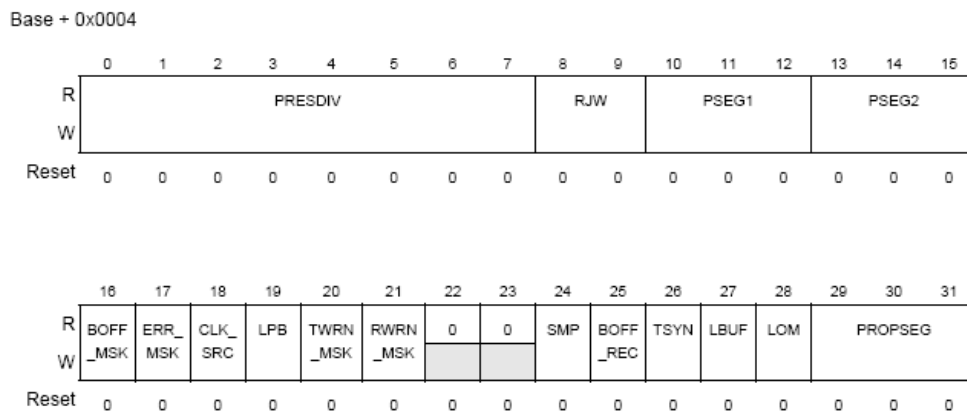 Base + 0x0004
0 1 2 3 4 5 6 7 8 9 10 11 12 13 14 15
R PRESDIV RJW PSEG1 PSEG2
W
Reset 0 0 0 0 0 0 0 0 0 0 0 0 0 0 0 0
16 17 18 19 20 21 22 23 24 25 26 27 28 29 30 31
R BOFF ERR_ CLK_ LPB TWRN RWRN 0 0 SMP BOFF TSYN LBUF LOM PROPSEG
W _MSK MSK SRC _MSK _MSK _REC
Reset 0 0 0 0 0 0 0 0 0 0 0 0 0 0 0 0